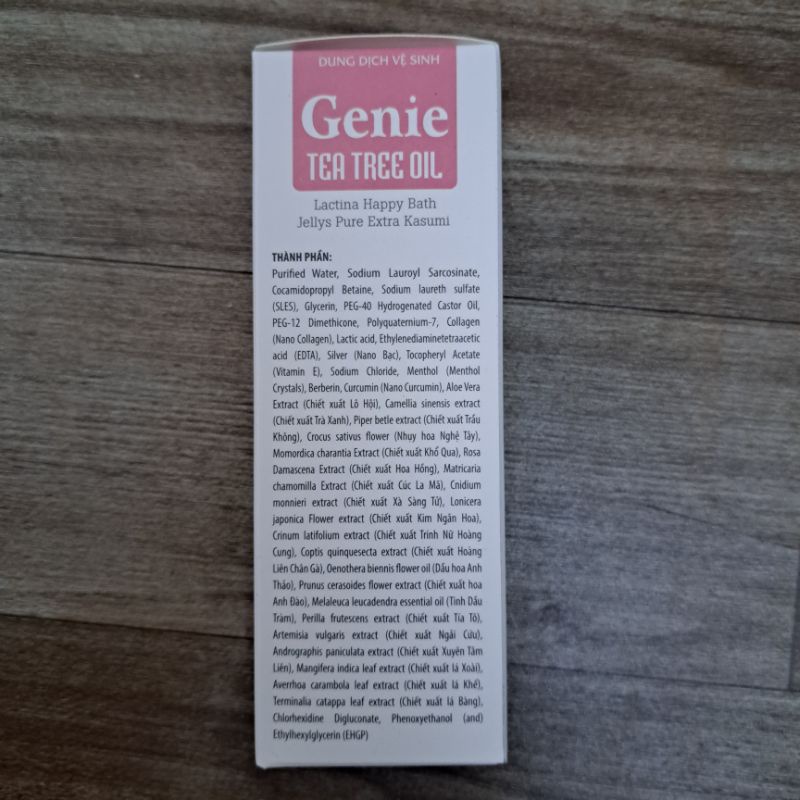 DUNG DỊCH VỆ SINH
Genie
TEA TREE OIL
Lactina Happy Bath
Jellys Pure Extra Kasumi
THÀNH PHẦN:
Purified Water, Sodium Lauroyl Sarcosinate,
Cocamidopropyl Betaine, Sodium laureth sulfate
(SLES), Glycerin, PEG-40 Hydrogenated Castor Oil,
PEG-12 Dimethicone, Polyquaternium-7, Collagen
(Nano Collagen), Lactic acid, Ethylenediaminetetraacetic
acid (EDTA), Silver (Nano Bạc), Tocopheryl Acetate
(Vitamin E), Sodium Chloride, Menthol (Menthol
Crystals), Berberin, Curcumin (Nano Curcumin), Aloe Vera
Extract (Chiết xuất Lô Hội), Camellia sinensis extract
(Chiết xuất Trà Xanh), Piper betle extract (Chiết xuất Trầu
Không), Crocus sativus flower (Nhụy hoa Nghệ Tây),
Momordica charantia Extract (Chiết xuất Khổ Qua), Rosa
Damascena Extract (Chiết xuất Hoa Hồng), Matricaria
chamomilla Extract (Chiết xuất Cúc La Mã), Cnidium
monnieri extract (Chiết xuất Xà Sàng Tử), Lonicera
japonica Flower extract (Chiết xuất Kim Ngân Hoa),
Crinum latifolium extract (Chiết xuất Trinh Nữ Hoàng
Cung), Coptis quinquesecta extract (Chiết xuất Hoàng
Liên Chân Gà), Oenothera biennis flower oil (Dầu hoa Anh
Thảo), Prunus cerasoides flower extract (Chiết xuất hoa
Anh Đào), Melaleuca leucadendra essential oil (Tinh Dầu
Tràm), Perilla frutescens extract (Chiết xuất Tía Tô),
Artemisia vulgaris extract (Chiết xuất Ngải Cứu),
Andrographis paniculata extract (Chiết xuất Xuyên Tâm
Liên), Mangifera indica leaf extract (Chiết xuất lá Xoài),
Averrhoa carambola leaf extract (Chiết xuất lá Khế),
Terminalia catappa leaf extract (Chiết xuất lá Bàng),
Chlorhexidine Digluconate, Phenoxyethanol (and)
Ethylhexylglycerin (EHGP)